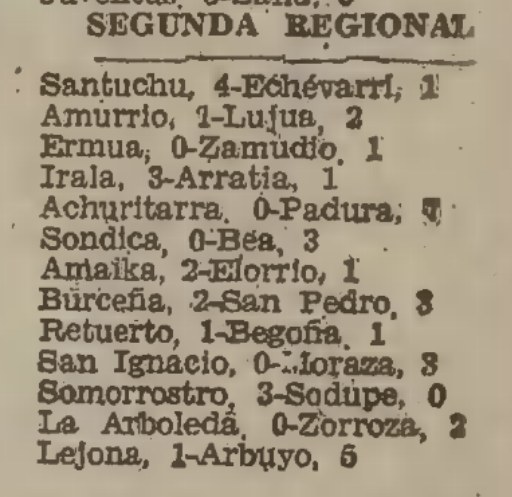 SEGUNDA REGIONAL
Santuchu, 4-Echévarri, 1
Amurrio, 1-Lujua, 2
Ermua, 0-Zamudio, 1
Irala, 3-Arratia, 1
Achuritarra, 0-Padura,
Sondica, 0-Bea, 3
Amaika, 2-Elorrio, 1
Burceña, 2-San Pedro, 3
Retuerto, 1-Begoña, 1
San Ignacio, 0-Loraza, 3
Somorrostro, 3-Sodupe, 0
La Arboleda, 0-Zorroza, 2
Lejona, 1-Arbuyo, 5